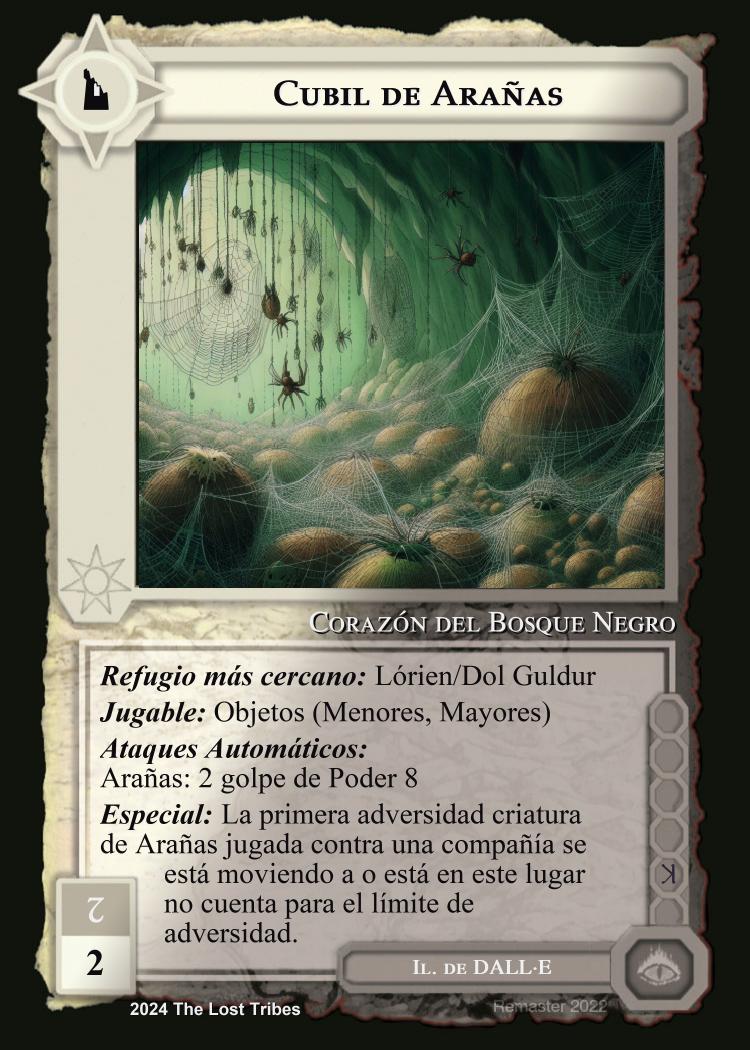 Cubil de Arañas
Corazón del Bosque Negro
Refugio más cercano: Lórien/Dol Guldur
Jugable: Objetos (Menores, Mayores)
Ataques Automáticos:
Arañas: 2 golpe de Poder 8
Especial: La primera adversidad criatura
de Arañas jugada contra una compañía se
está moviendo a o está en este lugar
no cuenta para el límite de
adversidad.
2
2
Il. de DALL·E
2024 The Lost Tribes
Remaster 2022